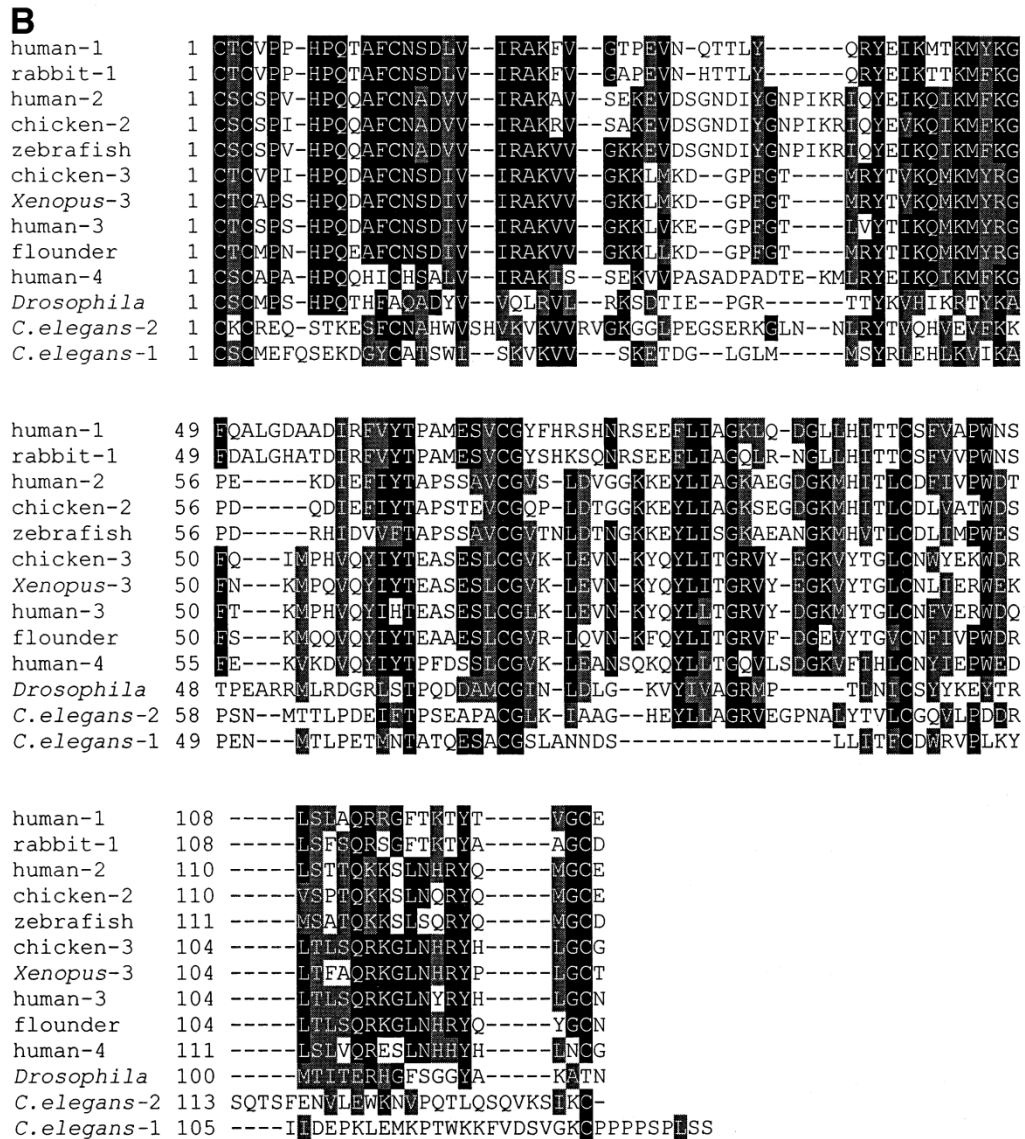 B
human-1 1 CTCVPP-HPQTAFCNSDLV--IRAKFV--GTPEVN-QTTLY------QRYEIKMTKMYKG
rabbit-1 1 CTCVPP-HPQTAFCNSDLV--IRAKFV--GAPEVN-HTTLY------QRYEIKTTKMFKG
human-2 1 CSCSPV-HPQQAFCNADVV--IRAKAV--SEKEVDSGNDIYGNPIKRIQYEIKQIKMFKG
chicken-2 1 CSCSPI-HPQQAFCNADVV--IRAKRV--SAKEVDSGNDIYGNPIKRIQYEVKQIKMFKG
zebrafish 1 CSCSPV-HPQQAFCNADVV--IRAKVV--GKKEVDSGNDIYGNPIKRIQYEIKQIKMFKG
chicken-3 1 CTCVPI-HPQDAFCNSDIV--IRAKVV--GKKLMKD--GPFGT----MRYTVKQMKMYRG
Xenopus-3 1 CTCAPS-HPQDAFCNSDIV--IRAKVV--GKKLMKD--GPFGT----MRYTVKQMKMYRG
human-3 1 CTCSPS-HPQDAFCNSDIV--IRAKVV--GKKLVKE--GPFGT----LVYTIKQMKMYRG
flounder 1 CTCMPN-HPQEAFCNSDLV--IRAKVV--GKKLLKD--GPFGT----MRYTIKQMKMYRG
human-4 1 CSCAPA-HPQQHICHSALV--IRAKIS--SEKVVPASADPADTE-KMLRYEIKQIKMFKG
Drosophila 1 CSCMPS-HPQTHFAQADYV--VQLRVL--RKSDTIE--PGR------TTYKVHIKRTYKA
C.elegans-2 1 CKCREQ-STKESFCNAHWVSHVKVKVVRVGKGGLPEGSERKGLN--NLRYTVQHVEVFKK
C.elegans-1 1 CSCMEFQSEKDGYCATSWI--SKVKVV--SKETDG--LGLM------MSYRLEHLKVIKA
human-1 49 FQALGDAADIRFVYTPAMESVCGYFHRSHNRSEEFLIAGKLQ-DGLLHITTCSFVAPWNS
rabbit-1 49 FDALGHATDIRFVYTPAMESVCGYSHKSQNRSEEFLIAGQLR-NGLLHITTCSFVVPWNS
human-2 56 PE-----KDIEFIYTAPSSAVCGVS-LDVGGKKEYLIAGKAEGDGKMHITLCDFIVPWDT
chicken-2 56 PD-----QDIEFIYTAPSTEVCGQP-LDTGGKKEYLIAGKSEGDGKMHITLCDLVATWDS
zebrafish 56 PD-----RHIDVVFTAPSSAVCGVTNLDTNGKKEYLISGKAEANGKMHVTLCDLLMPWES
chicken-3 50 FQ---IMPHVQYIYTEASESLCGVK-LEVN-KYQYLITGRVY-EGKVYTGLCNWYEKWDR
Xenopus-3 50 FN---KMPQVQYIYTEASESLCGVK-LEVN-KYQYLITGRVY-EGKVYTGLCNLIERWEK
human-3 50 FT---KMPHVQYIHTEASESLCGLK-LEVN-KYQYLLTGRVY-DGKMYTGLCNFVERWDQ
flounder 50 FS---KMQQVQYIYTEAAESLCGVR-LQVN-KFQYLITGRVF-DGEVYTGVCNFIVPWDR
human-4 55 FE---KVKDVQYIYTPFDSSLCGVK-LEANSQKQYLLTGQVLSDGKVFIHLCNYIEPWED
Drosophila 48 TPEARRMLRDGRLSTPQDDAMCGIN-LDLG--KVYIVAGRMP-----TLNICSYYKEYTR
C.elegans-2 58 PSN--MTTLPDEIFTPSEAPACGLK-IAAG--HEYLLAGRVEGPNALYTVLCGQVLPDDR
C.elegans-1 49 PEN---MTLPETMNTATQESACGSLANNDS----------------LLITFCDWRVPLKY
human-1 108 -----LSLAQRRGFTKTYT-----VGCE
rabbit-1 108 -----LSFSQRSGFTKTYA-----AGCD
human-2 110 -----LSTTQKKSLNHRYQ-----MGCE
chicken-2 110 -----VSPTQKKSLNQRYQ-----MGCE
zebrafish 111 -----MSATQKKSLSQRYQ-----MGCD
chicken-3 104 -----LTLSQRKGLNHRYH-----LGCG
Xenopus-3 104 -----LTFAQRKGLNHRYP-----LGCT
human-3 104 -----LTLSQRKGLNYRYH-----LGCN
flounder 104 -----LTLSQRKGLNHRYQ-----YGCN
human-4 111 -----LSLVQRESLNHHYH-----LNCG
Drosophila 100 -----MTITERHGFSGGYA-----KATN
C.elegans-2 113 SQTSFENVLEWKNVPQTLQSQVKSIKC-
C.elegans-1 105 ----IIDEPKLEMKPTWKKFVDSVGKCPPPPSPLSS